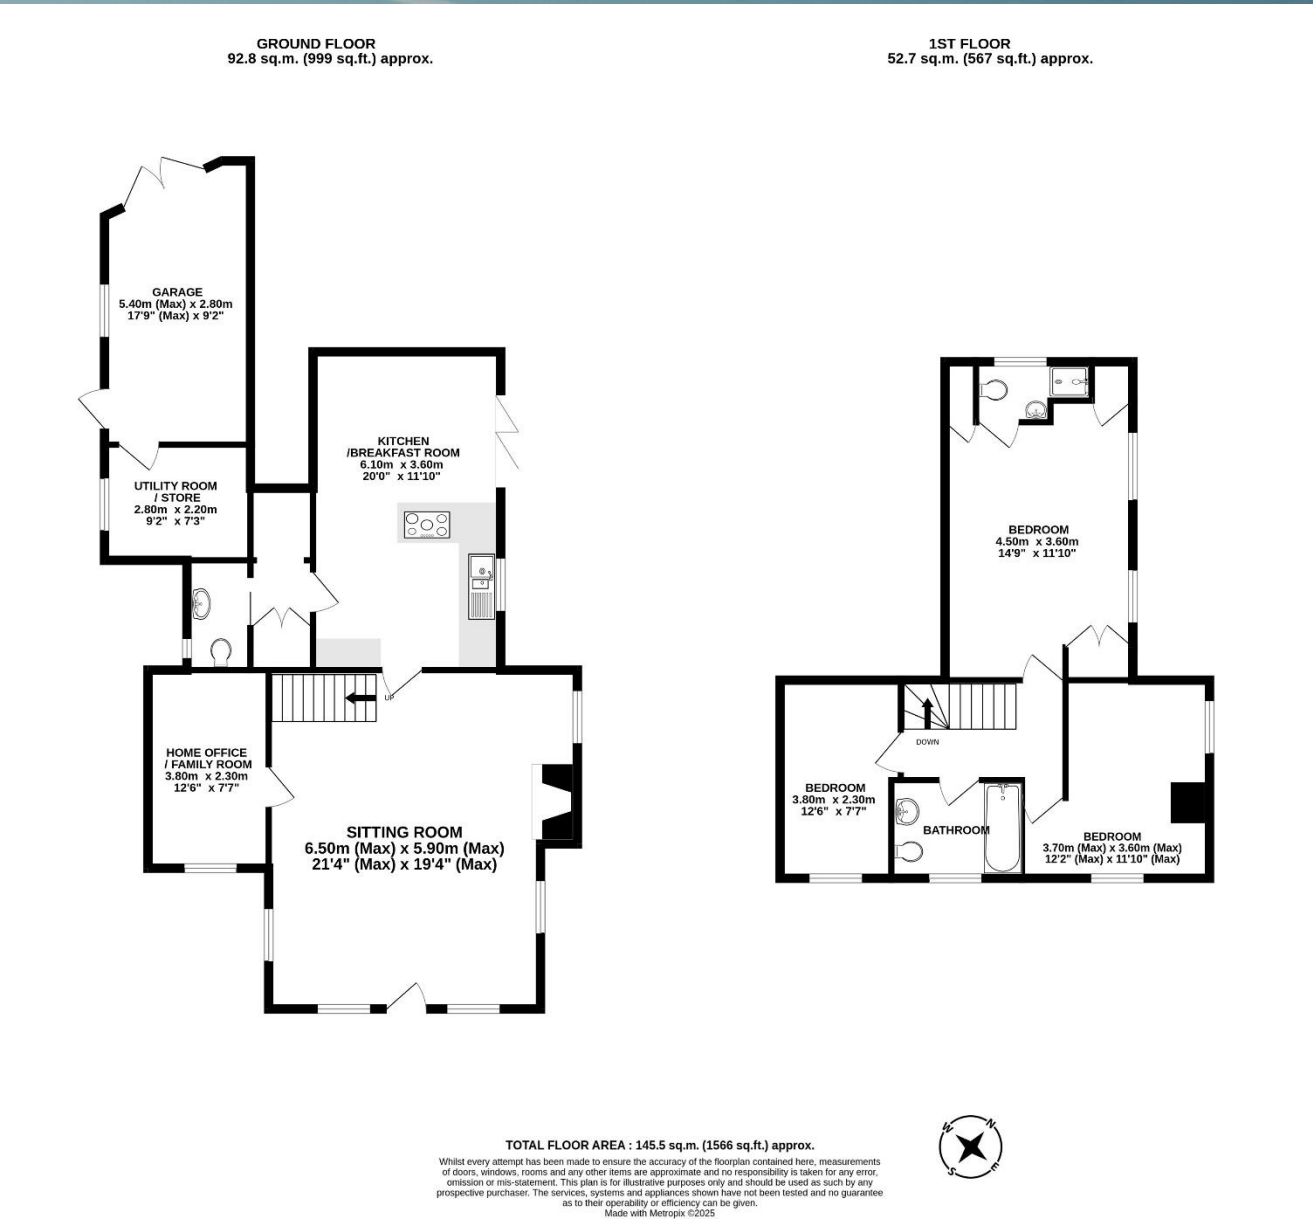 GROUND FLOOR
92.8 sq.m. (999 sq.ft.) approx.
1ST FLOOR
52.7 sq.m. (567 sq.ft.) approx.
GARAGE
5.40m (Max) x 2.80m
17'9" (Max) x 9'2"
KITCHEN
/BREAKFAST ROOM
6.10m x 3.60m
20'0" x 11'10"
UTILITY ROOM
/ STORE
2.80m x 2.20m
9'2" x 7'3"
UP
HOME OFFICE
/ FAMILY ROOM
3.80m x 2.30m
12'6" x 7'7"
SITTING ROOM
6.50m (Max) x 5.90m (Max)
21'4" (Max) x 19'4" (Max)
BEDROOM
4.50m x 3.60m
14'9" x 11'10"
DOWN
BEDROOM
3.80m x 2.30m
12'6" x 7'7"
BATHROOM
BEDROOM
3.70m (Max) x 3.60m (Max)
12'2" (Max) x 11'10" (Max)
TOTAL FLOOR AREA : 145.5 sq.m. (1566 sq.ft.) approx.
Whilst every attempt has been made to ensure the accuracy of the floorplan contained here, measurements
of doors, windows, rooms and any other items are approximate and no responsibility is taken for any error,
omission or mis-statement. This plan is for illustrative purposes only and should be used as such by any
prospective purchaser. The services, systems and appliances shown have not been tested and no guarantee
as to their operability or efficiency can be given.
Made with Metropix ©2025
N
E
S
W